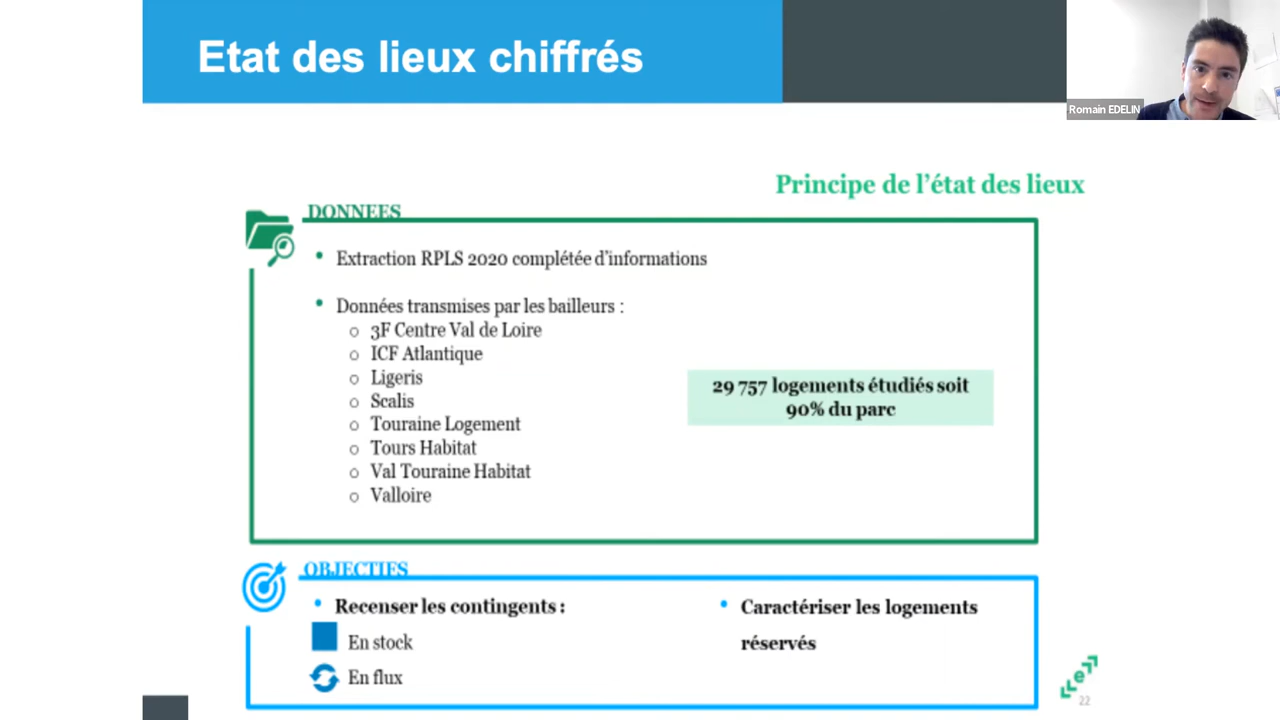 Etat des lieux chiffrés
Romain EDELIN
Principe de l'état des lieux
DONNEES
• Extraction RPLS 2020 complétée d'informations
• Données transmises par les bailleurs :
o 3F Centre Val de Loire
o ICF Atlantique
o Ligeris
o Scalis
o Touraine Logement
o Tours Habitat
o Val Touraine Habitat
o Valloire
29 757 logements étudiés soit
90% du parc
OBJECTIFS
• Recenser les contingents :
En stock
En flux
• Caractériser les logements
réservés
e
22